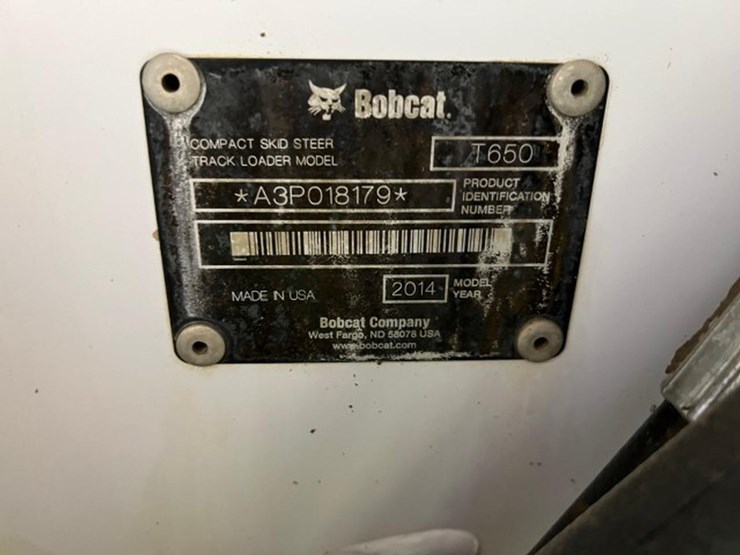 Bobcat.
COMPACT SKID STEER
TRACK LOADER MODEL
T650
*A3P018179*
PRODUCT
IDENTIFICATION
NUMBER
MADE IN USA
2014
MODEL
YEAR
Bobcat Company
West Fargo, ND 58078 USA
www.bobcat.com